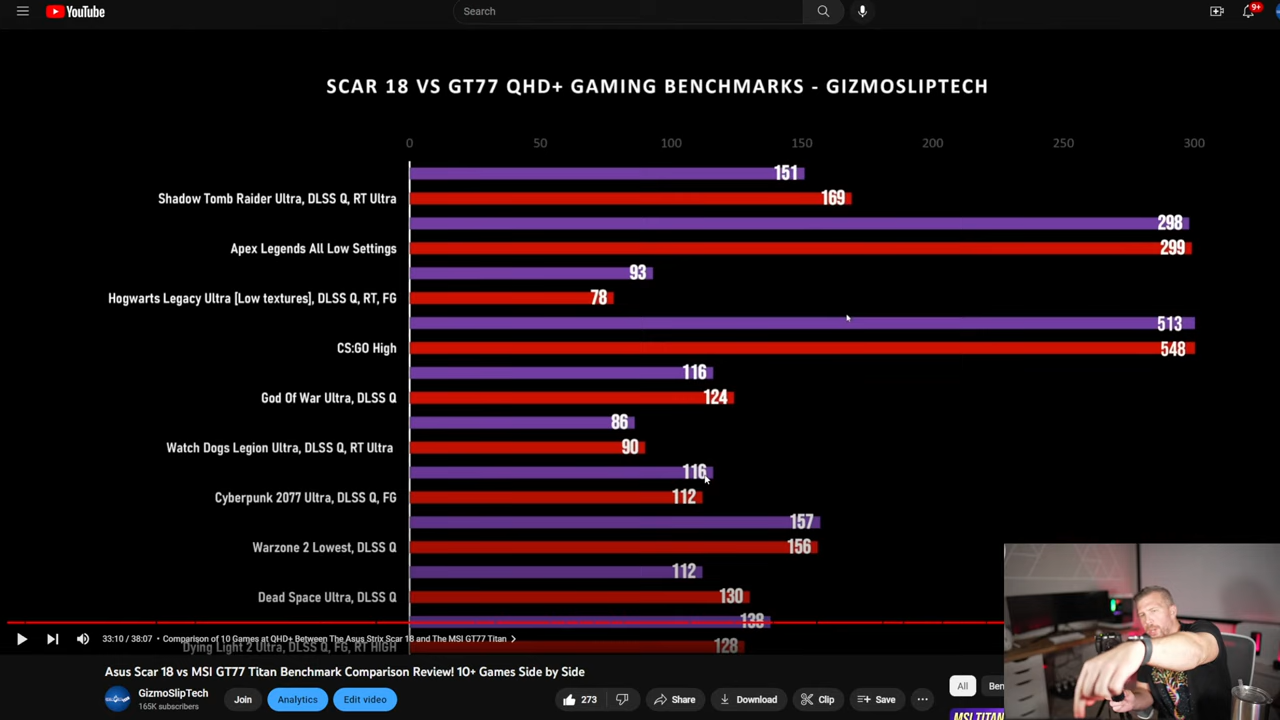 YouTube
Search
9+
SCAR 18 VS GT77 QHD+ GAMING BENCHMARKS - GIZMOSLIPTECH
0 50 100 150 200 250 300
151
Shadow Tomb Raider Ultra, DLSS Q, RT Ultra 169
298
Apex Legends All Low Settings 299
93
Hogwarts Legacy Ultra [Low textures], DLSS Q, RT, FG 78
513
CS:GO High 548
116
God Of War Ultra, DLSS Q 124
86
Watch Dogs Legion Ultra, DLSS Q, RT Ultra 90
116
Cyberpunk 2077 Ultra, DLSS Q, FG 112
157
Warzone 2 Lowest, DLSS Q 156
112
Dead Space Ultra, DLSS Q 130
138
33:10 / 38:07 • Comparison of 10 Games at QHD+ Between The Asus Strix Scar 18 and The MSI GT77 Titan
Dying Light 2 Ultra, DLSS Q, FG, RT HIGH 128
Asus Scar 18 vs MSI GT77 Titan Benchmark Comparison Review! 10+ Games Side by Side
GizmoSlipTech
165K subscribers
Join Analytics Edit video 273 Share Download Clip Save ... All Ben
MSI TITAN